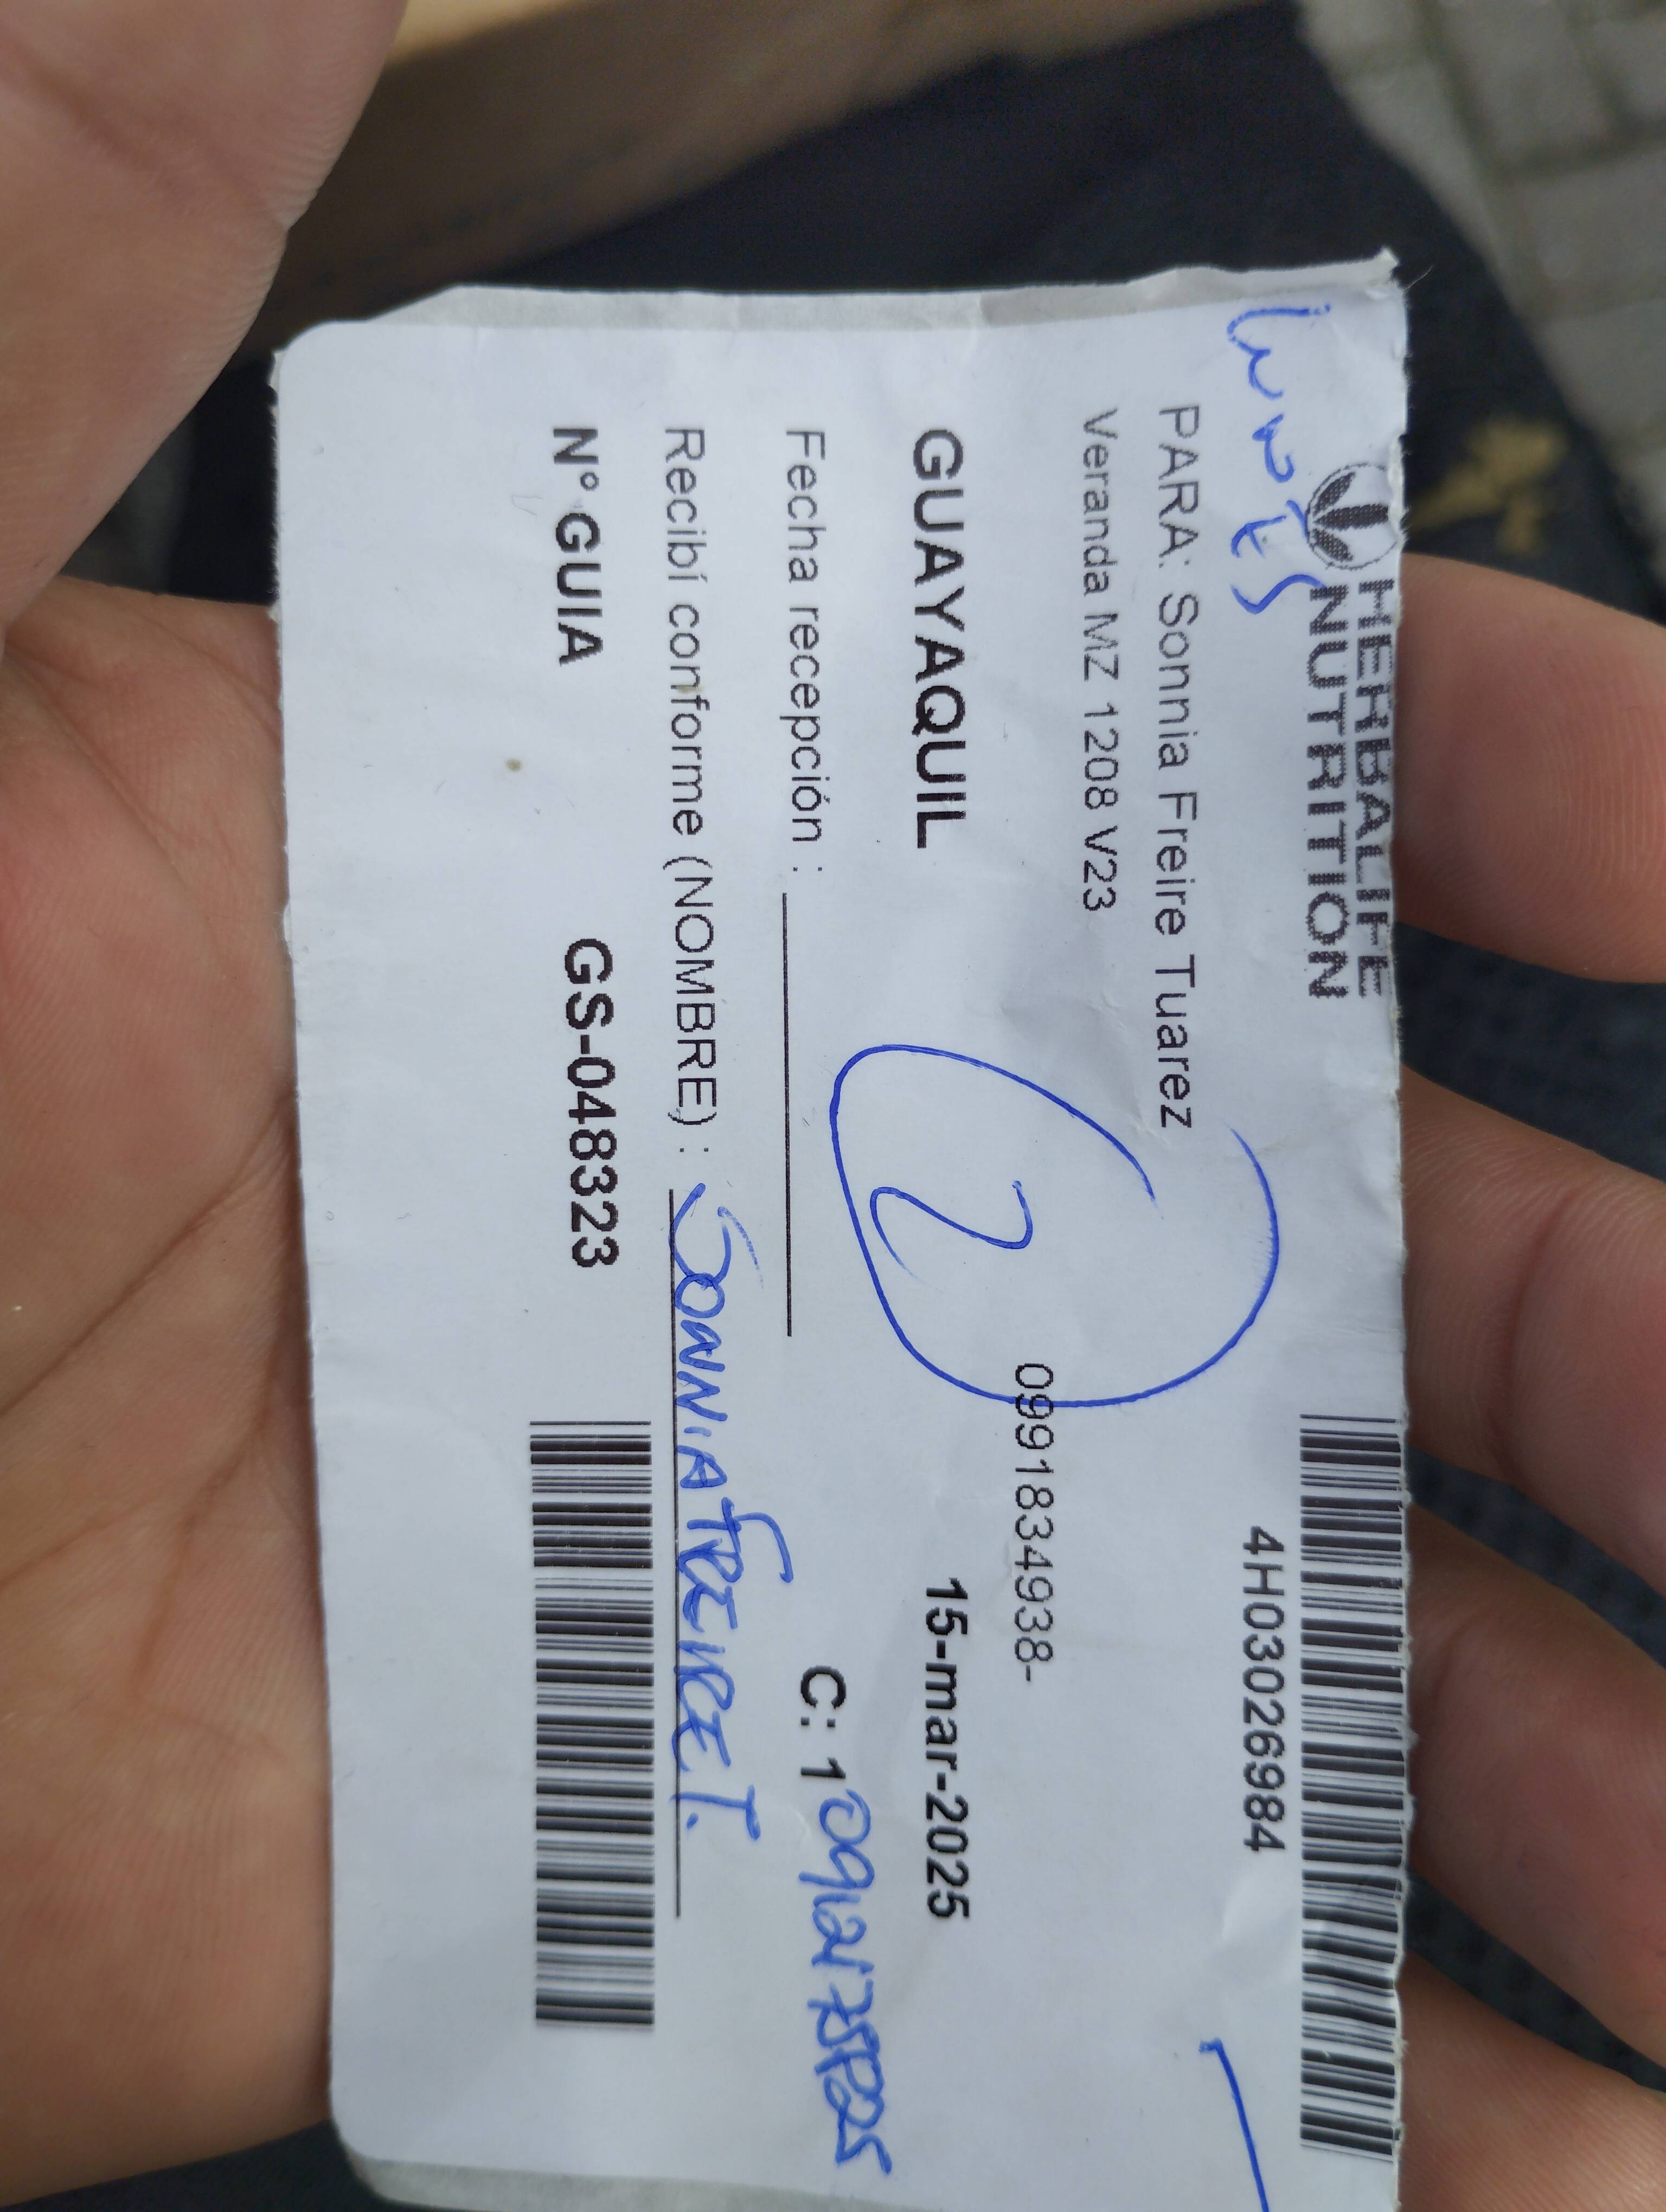 HERBALIFE
NUTRITION
4H03026984
PARA: Sonnia Freire Tuarez
Veranda MZ 1208 V23
2
0991834938-
GUAYAQUIL 15-mar-2025
Fecha recepción : C: 1
Recibí conforme (NOMBRE) : SONNIA FREIRE T.
N° GUIA GS-048323